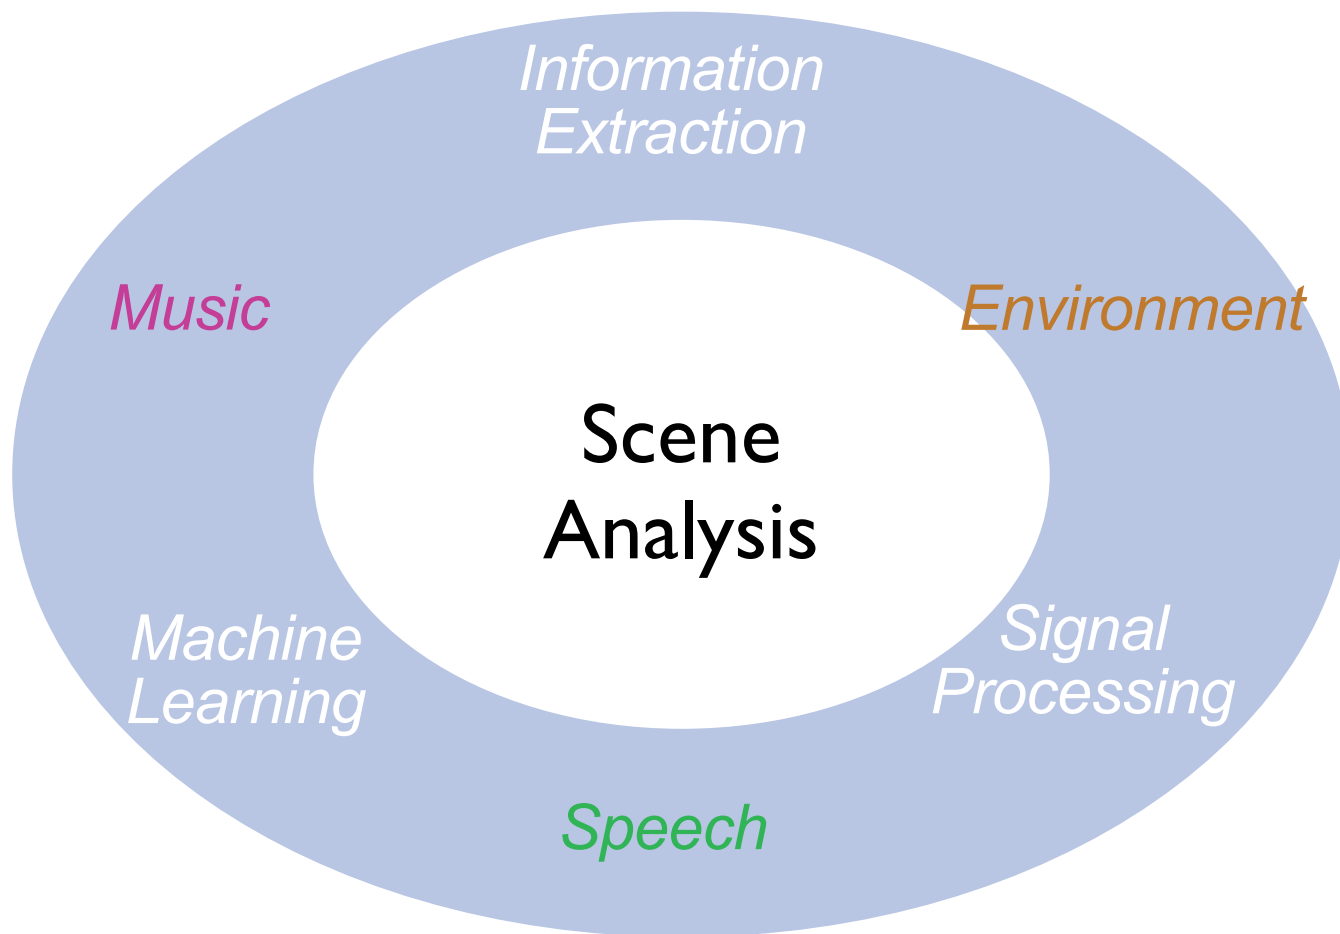 Information
Extraction
Music
Environment
Scene
Analysis
Machine
Learning
Signal
Processing
Speech